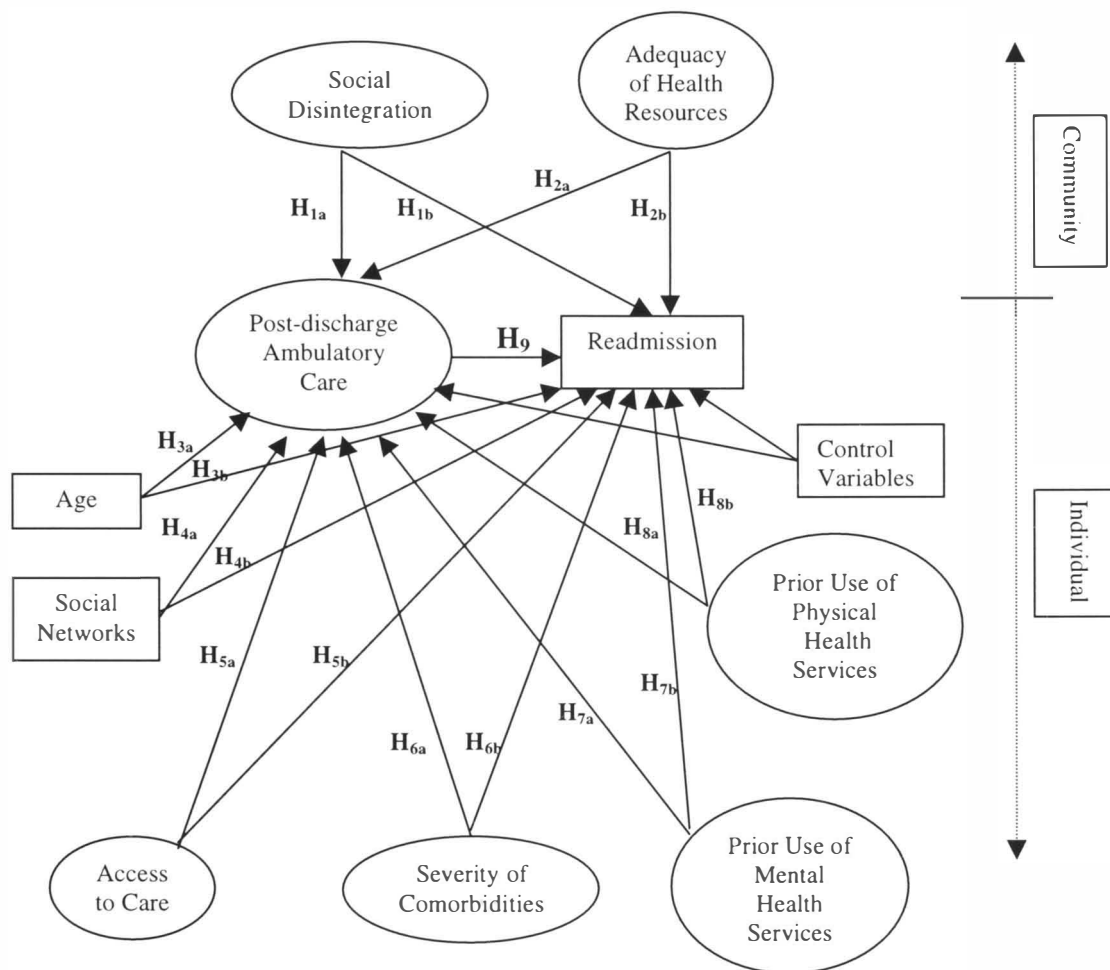 Social
Disintegration
Adequacy
of Health
Resources
Community
H1a
H1b
H2a
H2b
Post-discharge
Ambulatory
Care
H9
Readmission
H3a
H3b
Age
Control
Variables
H4a
H4b
H8a
H8b
Individual
Social
Networks
Prior Use of
Physical
Health
Services
H5a
H5b
H6a
H6b
H7a
H7b
Access
to Care
Severity of
Comorbidities
Prior Use of
Mental
Health
Services